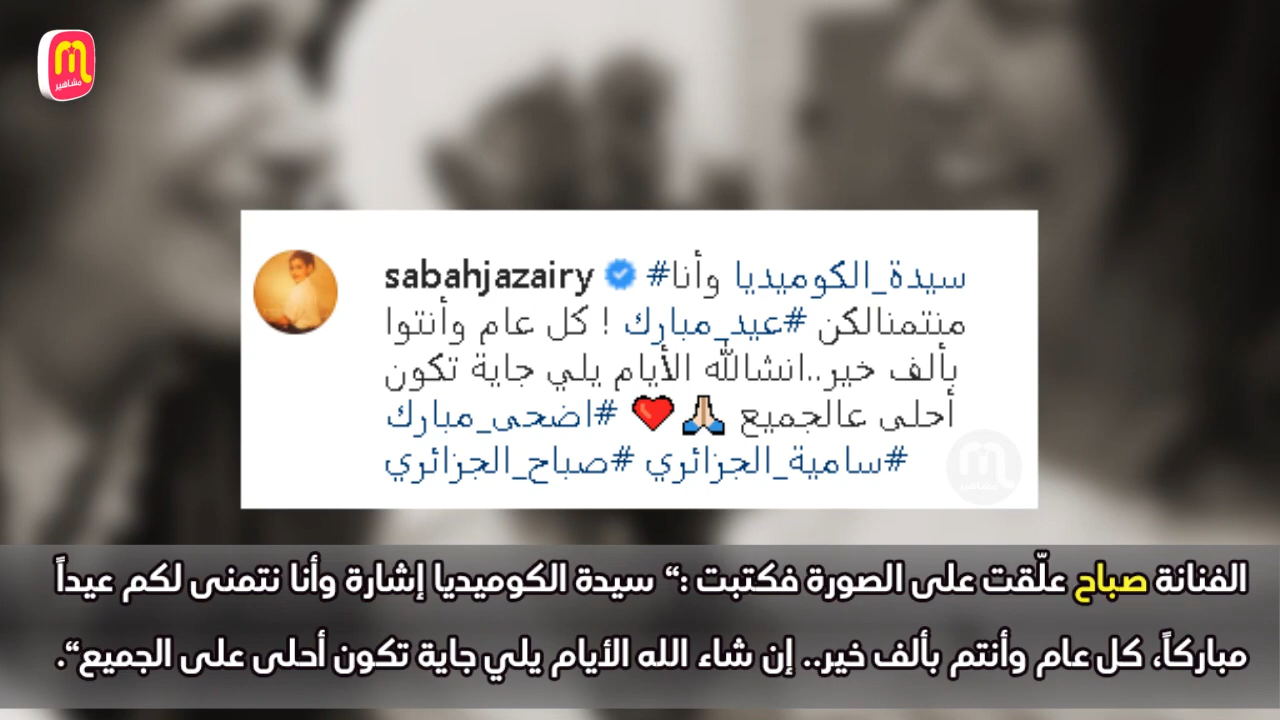 مشاهير
sabahjazairy #سيدة_الكوميديا وأنا
منتمنالكن #عيد_مبارك ! كل عام وأنتوا
بألف خير..انشالله الأيام يلي جاية تكون
أحلى عالجميع 🙏🏻 ❤️ #اضحى_مبارك
#سامية_الجزائري #صباح_الجزائري
مشاهير
الفنانة صباح علّقت على الصورة فكتبت :“ سيدة الكوميديا إشارة وأنا نتمنى لكم عيداً
مباركاً، كل عام وأنتم بألف خير.. إن شاء الله الأيام يلي جاية تكون أحلى على الجميع“.